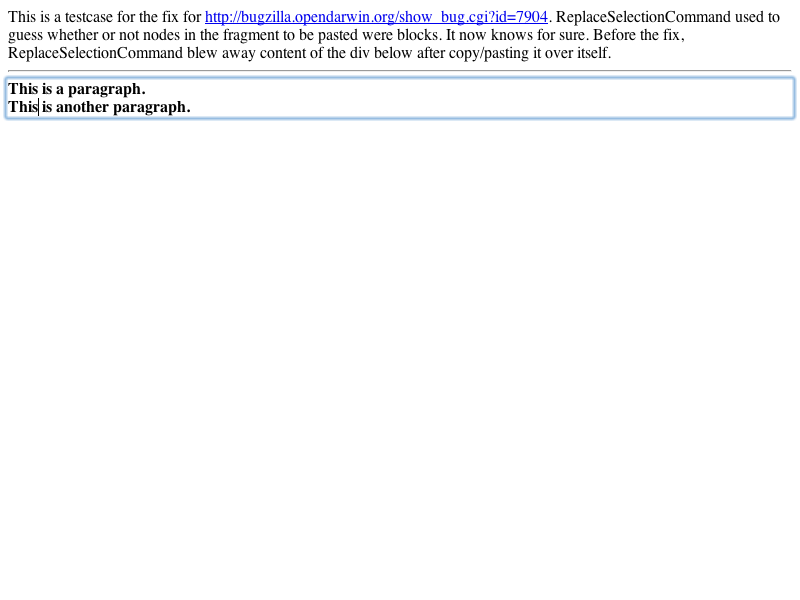 This is a testcase for the fix for http://bugzilla.opendarwin.org/show_bug.cgi?id=7904. ReplaceSelectionCommand used to
guess whether or not nodes in the fragment to be pasted were blocks. It now knows for sure. Before the fix,
ReplaceSelectionCommand blew away content of the div below after copy/pasting it over itself.
This is a paragraph.
This is another paragraph.